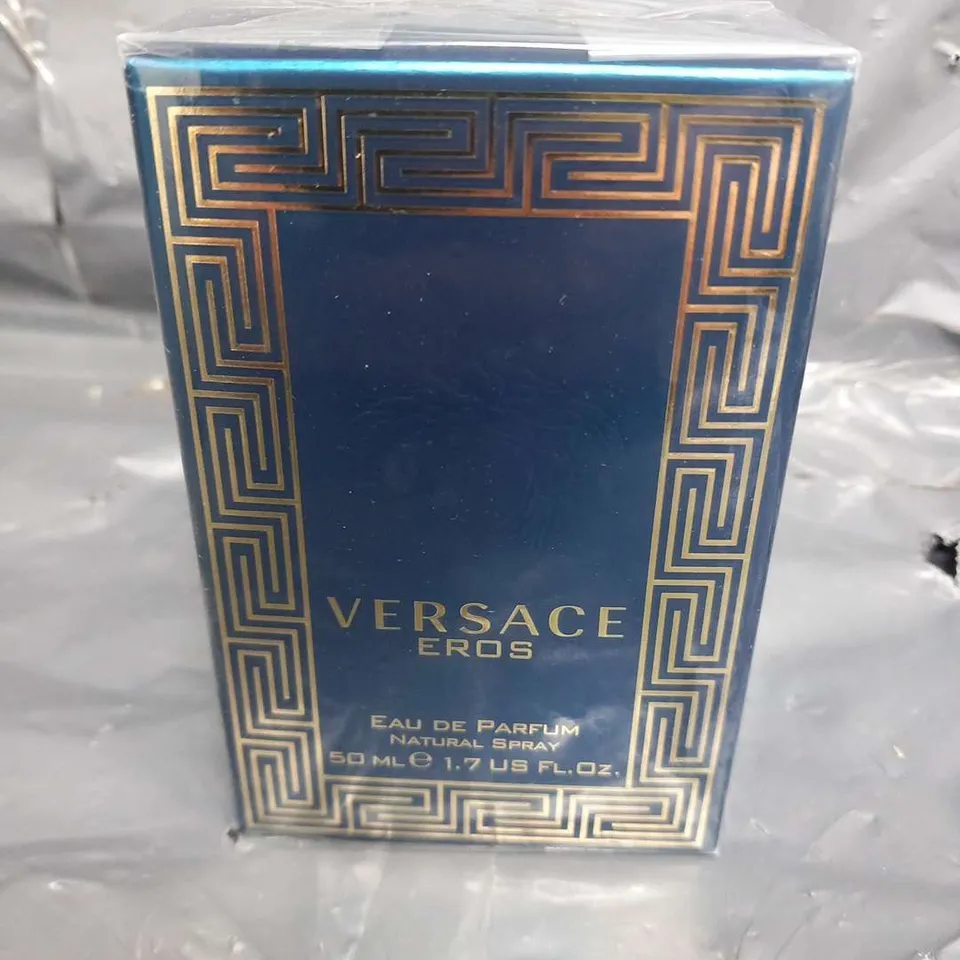 VERSACE
EROS
EAU DE PARFUM
NATURAL SPRAY
50 ML ℮ 1.7 US FL.OZ.